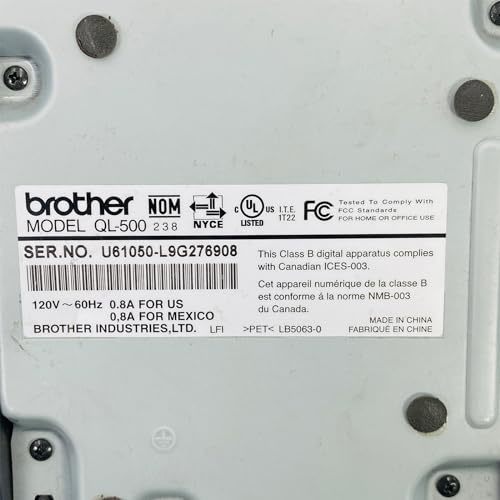 brother
MODEL QL-500 238
NOM
NYCE
C UL US LISTED I.T.E. 1T22
FC Tested To Comply With
FCC Standards
FOR HOME OR OFFICE USE
SER.NO. U61050-L9G276908
This Class B digital apparatus complies
with Canadian ICES-003.
Cet appareil numérique de la classe B
est conforme á la norme NMB-003
du Canada.
120V~60Hz 0.8A FOR US
0,8A FOR MEXICO
BROTHER INDUSTRIES,LTD. LFI >PET< LB5063-0
MADE IN CHINA
FABRIQUÉ EN CHINE